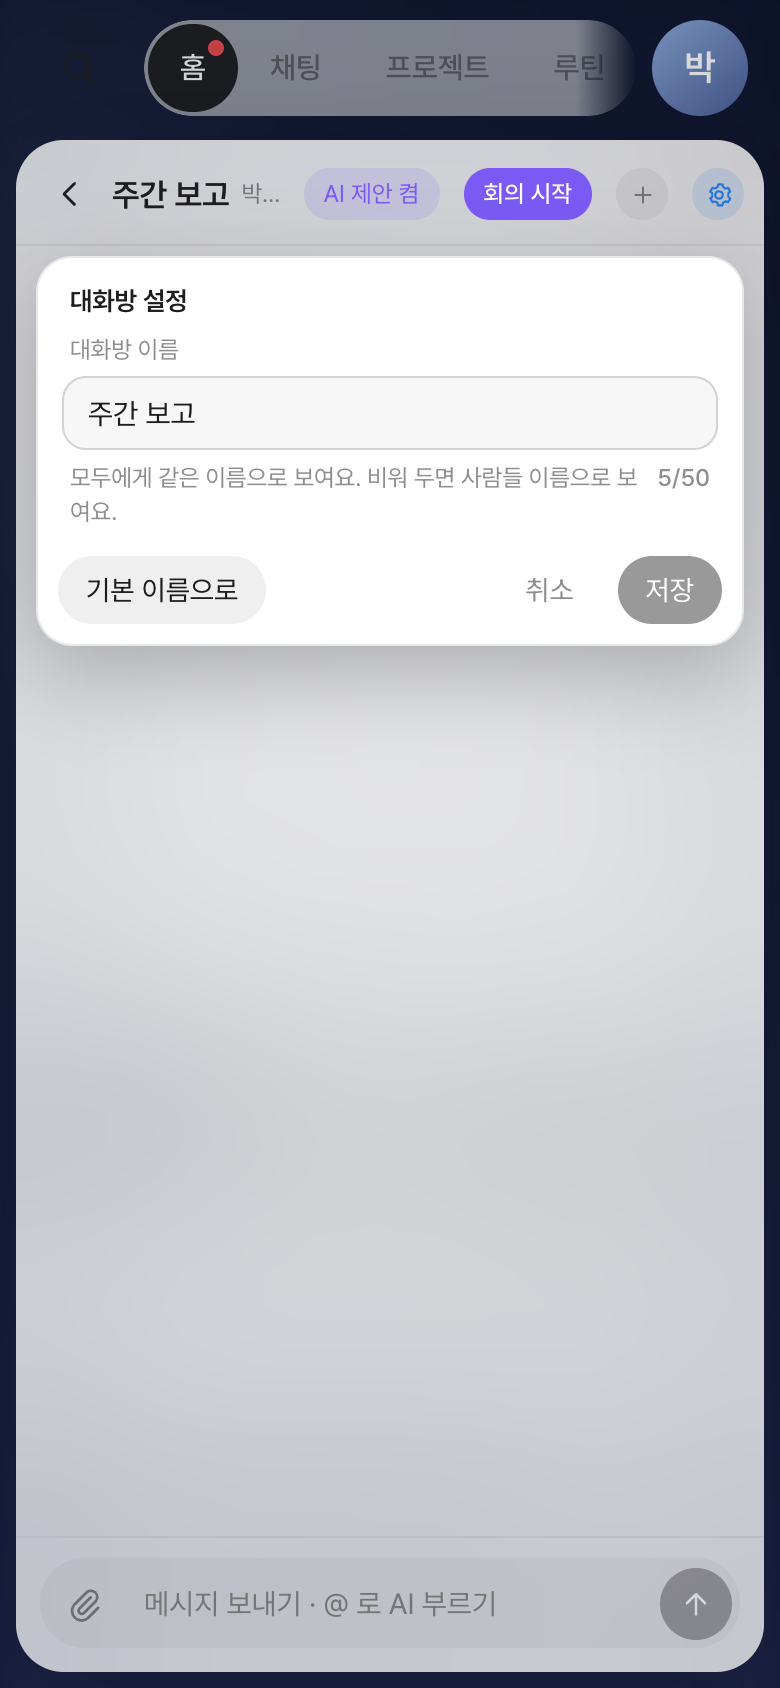 홈
채팅
프로젝트
루틴
박
주간 보고 박...
AI 제안 켬
회의 시작
대화방 설정
대화방 이름
주간 보고
모두에게 같은 이름으로 보여요. 비워 두면 사람들 이름으로 보
여요.
5/50
기본 이름으로
취소
저장
메시지 보내기 · @ 로 AI 부르기